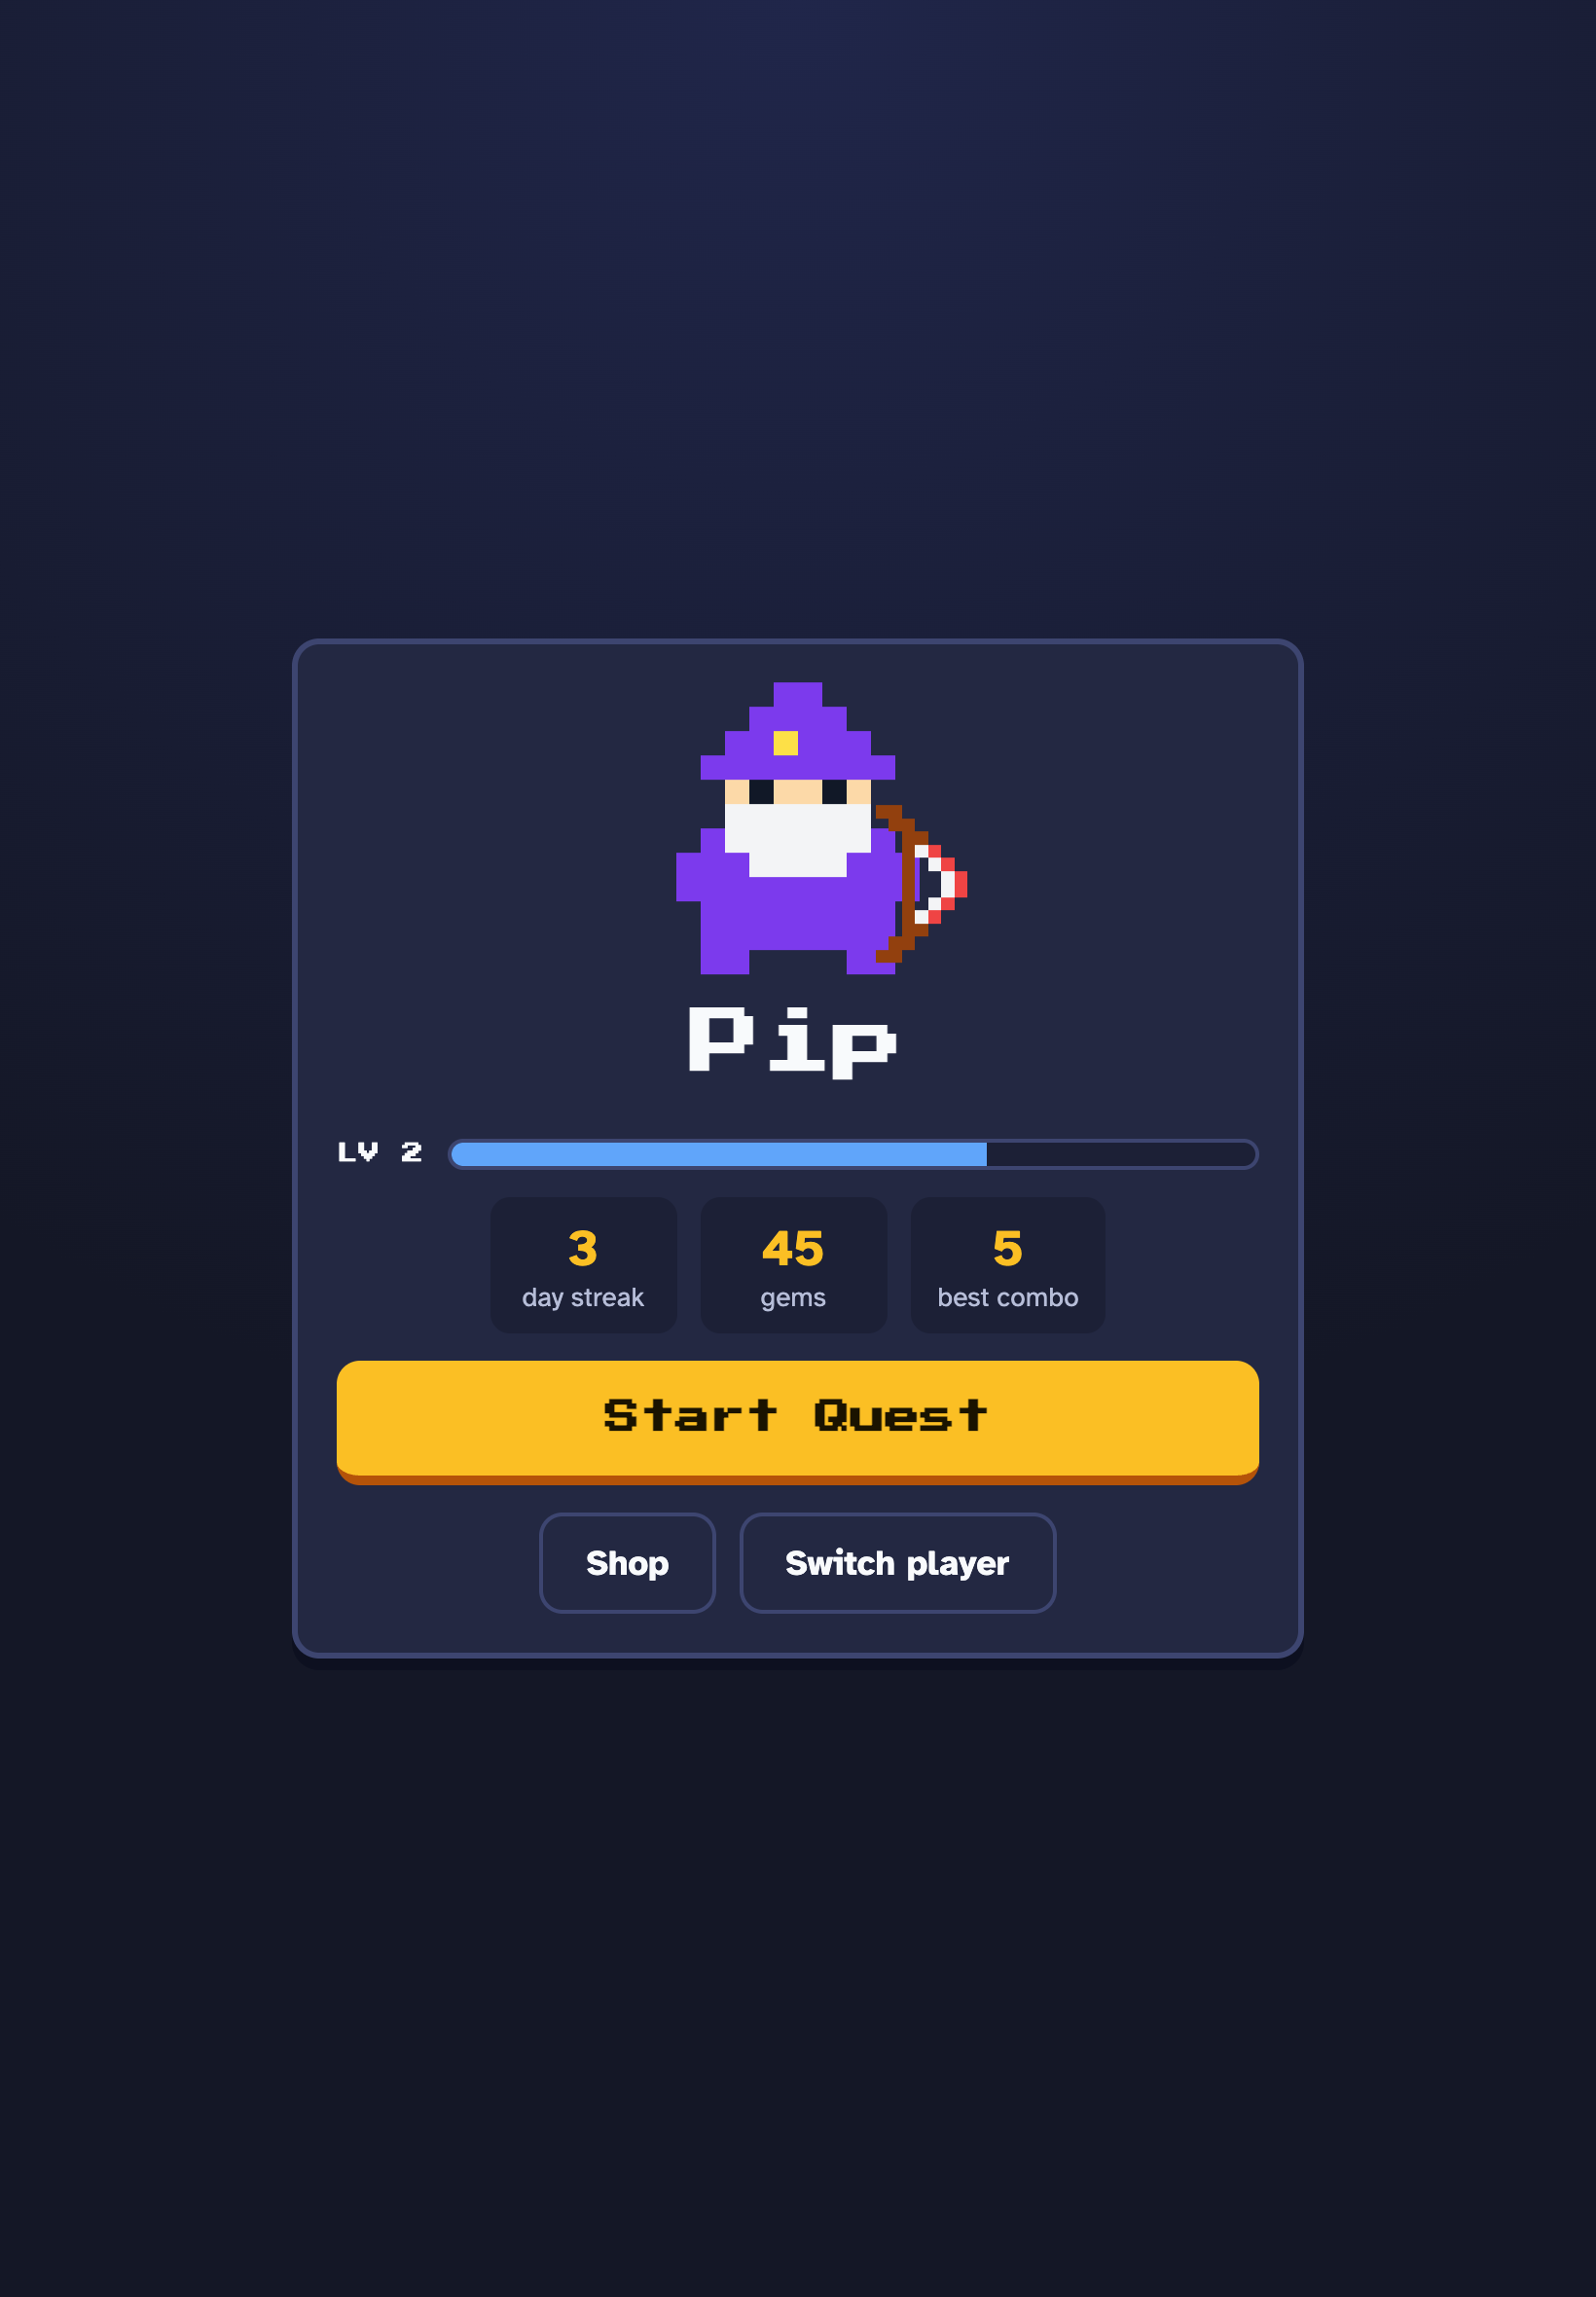 Pip
LV 2
3 45 5
day streak gems best combo
Start Quest
Shop Switch player